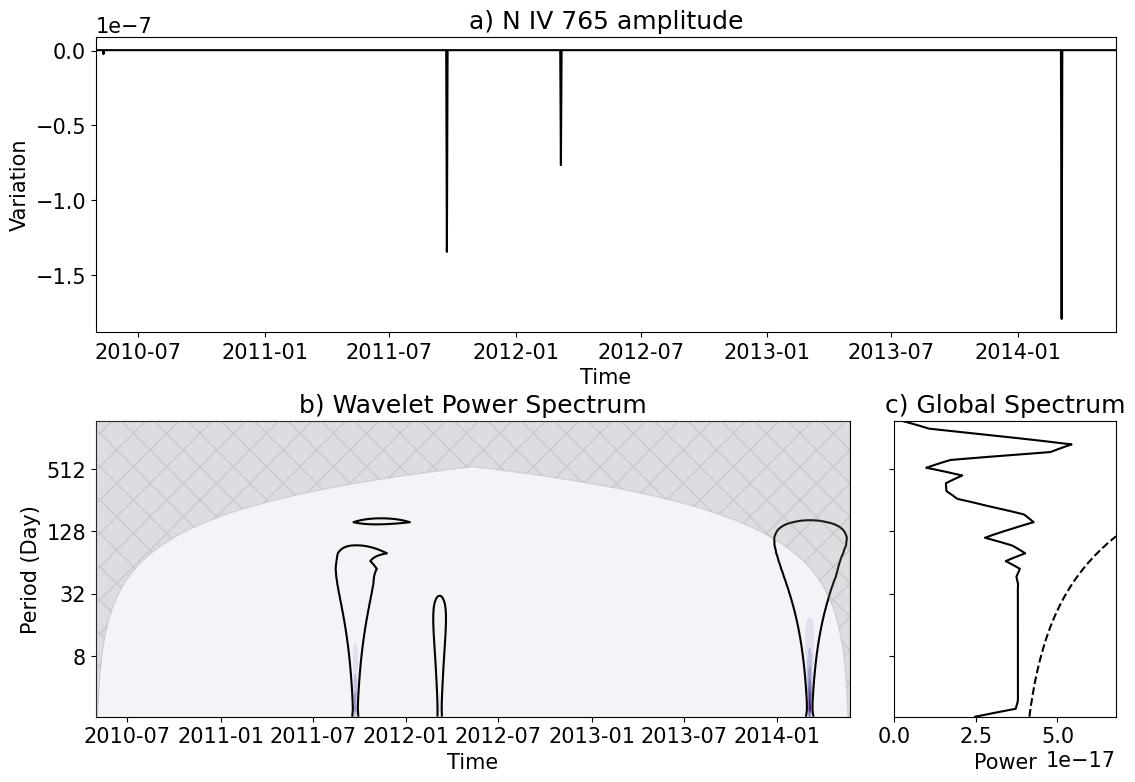 a) N IV 765 amplitude
1e−7
0.0
−0.5
−1.0
−1.5
Variation
2010-07 2011-01 2011-07 2012-01 2012-07 2013-01 2013-07 2014-01
Time
b) Wavelet Power Spectrum
512
128
32
8
Period (Day)
2010-07 2011-01 2011-07 2012-01 2012-07 2013-01 2013-07 2014-01
Time
c) Global Spectrum
0.0 2.5 5.0
Power 1e−17